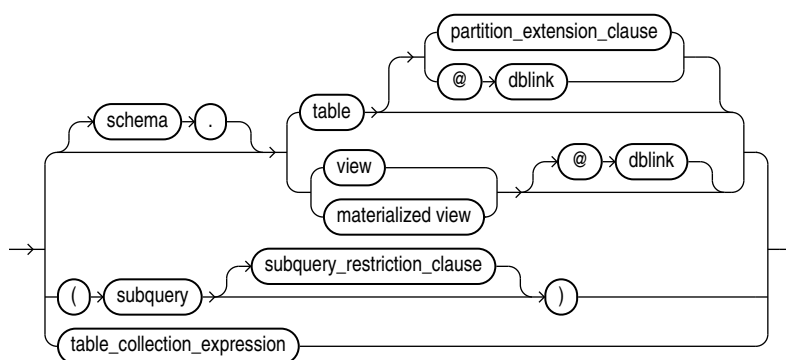 partition_extension_clause
@ dblink
schema . table
view @ dblink
materialized view
subquery_restriction_clause
( subquery )
table_collection_expression